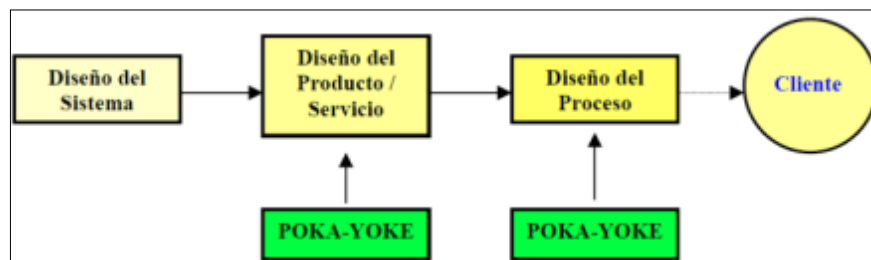 Diseño del
Sistema
Diseño del
Producto /
Servicio
Diseño del
Proceso
Cliente
POKA-YOKE
POKA-YOKE